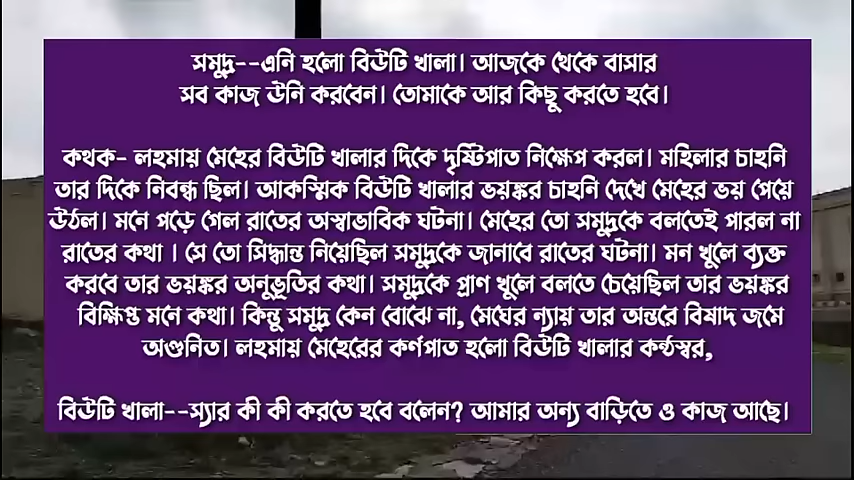 সমুদ্র--এনি হলো বিউটি খালা। আজকে থেকে বাসার
সব কাজ উনি করবেন। তোমাকে আর কিছু করতে হবে।
কথক- লহমায় মেহের বিউটি খালার দিকে দৃষ্টিপাত নিক্ষেপ করল। মহিলার চাহনি
তার দিকে নিবন্ধ ছিল। আকস্মিক বিউটি খালার ভয়ঙ্কর চাহনি দেখে মেহের ভয় পেয়ে
উঠল। মনে পড়ে গেল রাতের অস্বাভাবিক ঘটনা। মেহের তো সমুদ্রকে বলতেই পারল না
রাতের কথা । সে তো সিদ্ধান্ত নিয়েছিল সমুদ্রকে জানাবে রাতের ঘটনা। মন খুলে ব্যক্ত
করবে তার ভয়ঙ্কর অনুভূতির কথা। সমুদ্রকে প্রাণ খুলে বলতে চেয়েছিল তার ভয়ঙ্কর
বিক্ষিপ্ত মনে কথা। কিন্তু সমুদ্র কেন বোঝে না, মেঘের ন্যায় তার অন্তরে বিষাদ জমে
অগুনিত। লহমায় মেহেরের কর্ণপাত হলো বিউটি খালার কন্ঠস্বর,
বিউটি খালা--স্যার কী কী করতে হবে বলেন? আমার অন্য বাড়িতে ও কাজ আছে।